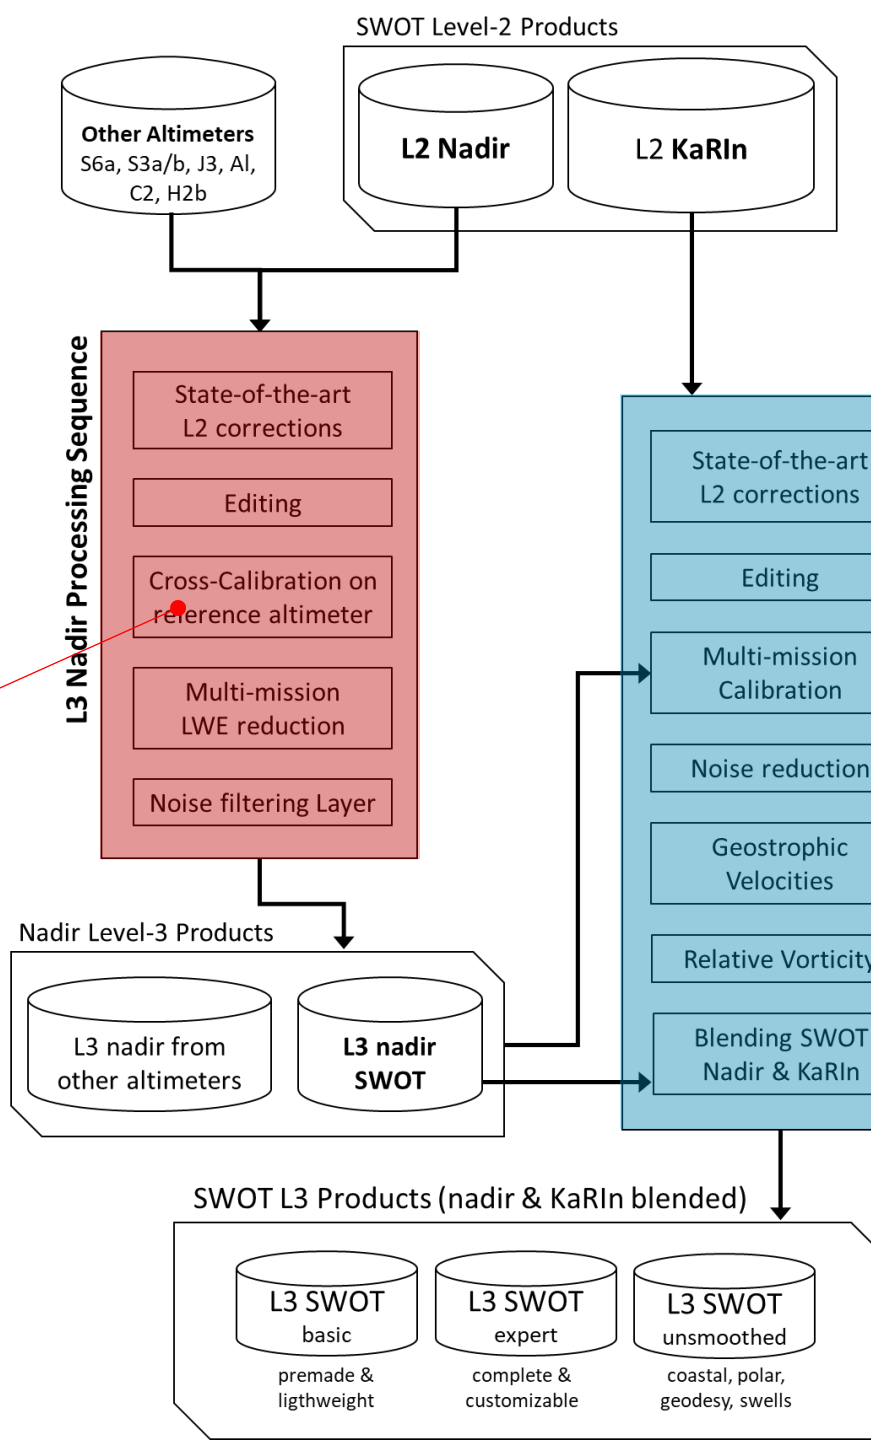 SWOT Level-2 Products
Other Altimeters
S6a, S3a/b, J3, Al,
C2, H2b
L2 Nadir
L2 KaRIn
L3 Nadir Processing Sequence
State-of-the-art
L2 corrections
Editing
Cross-Calibration on
reference altimeter
Multi-mission
LWE reduction
Noise filtering Layer
State-of-the-art
L2 corrections
Editing
Multi-mission
Calibration
Noise reduction
Geostrophic
Velocities
Relative Vorticity
Blending SWOT
Nadir & KaRIn
Nadir Level-3 Products
L3 nadir from
other altimeters
L3 nadir
SWOT
SWOT L3 Products (nadir & KaRIn blended)
L3 SWOT
basic
premade &
ligthweight
L3 SWOT
expert
complete &
customizable
L3 SWOT
unsmoothed
coastal, polar,
geodesy, swells